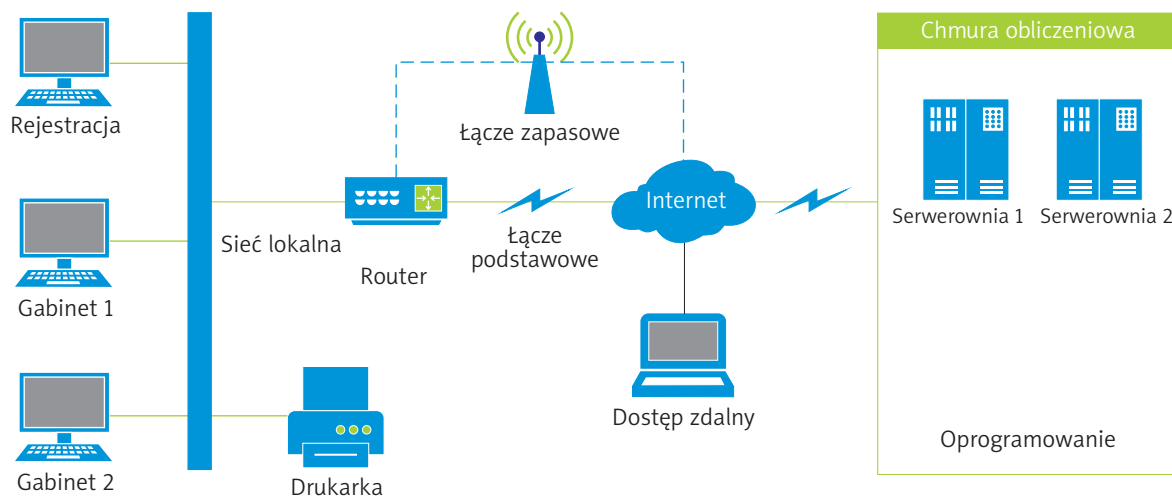 Chmura obliczeniowa
Rejestracja
Łącze zapasowe
Internet
Serwerownia 1
Serwerownia 2
Sieć lokalna
Łącze
podstawowe
Router
Gabinet 1
Dostęp zdalny
Oprogramowanie
Gabinet 2
Drukarka